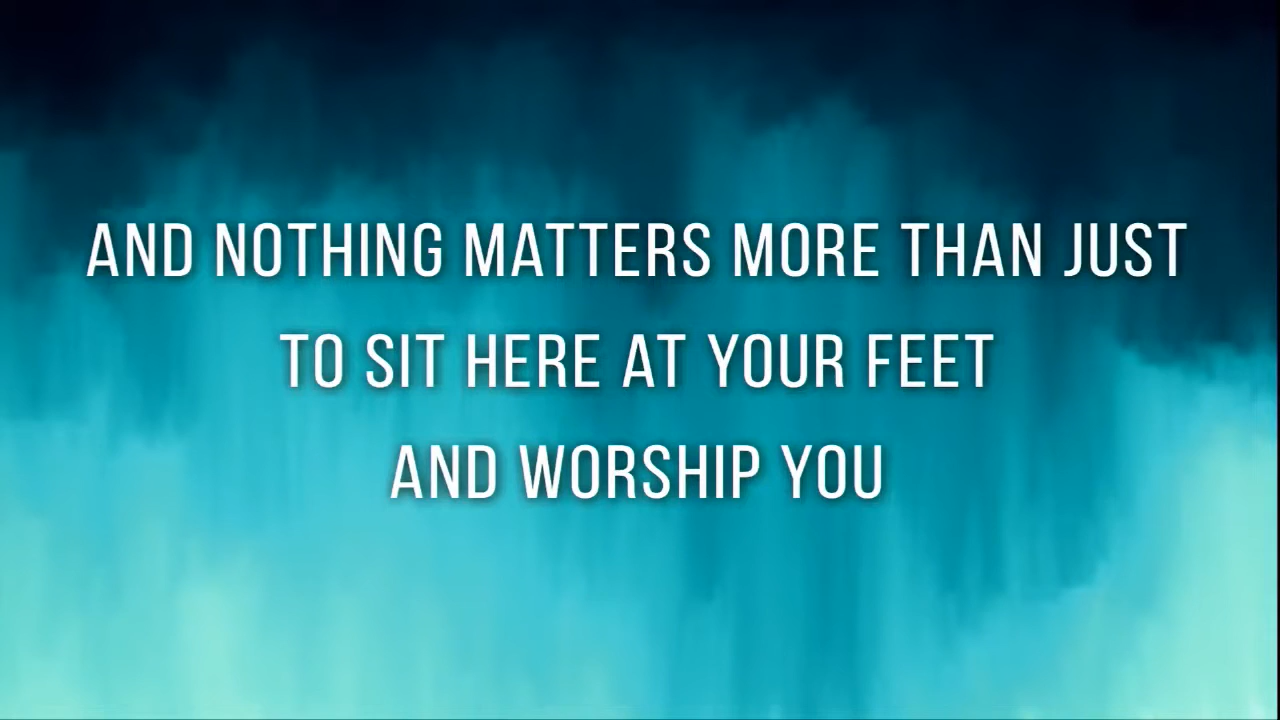 AND NOTHING MATTERS MORE THAN JUST
TO SIT HERE AT YOUR FEET
AND WORSHIP YOU